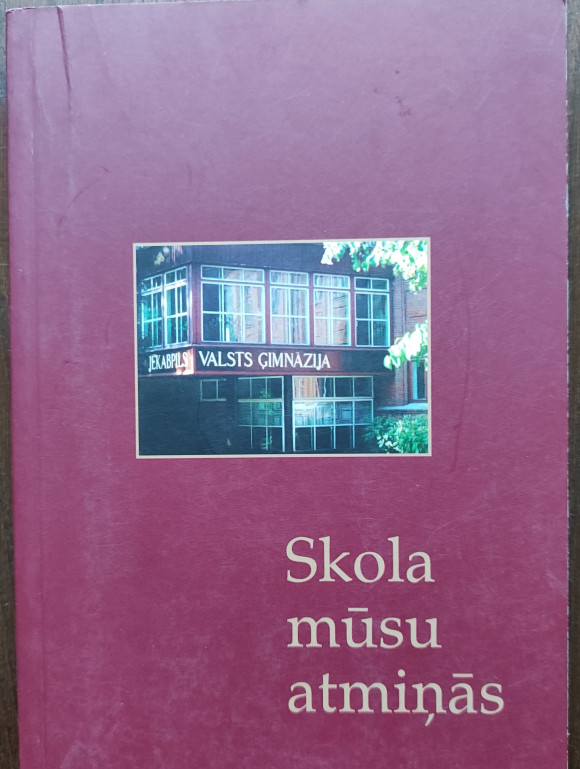 JĒKABPILS VALSTS ĢIMNĀZIJA
Skola
mūsu
atmiņās